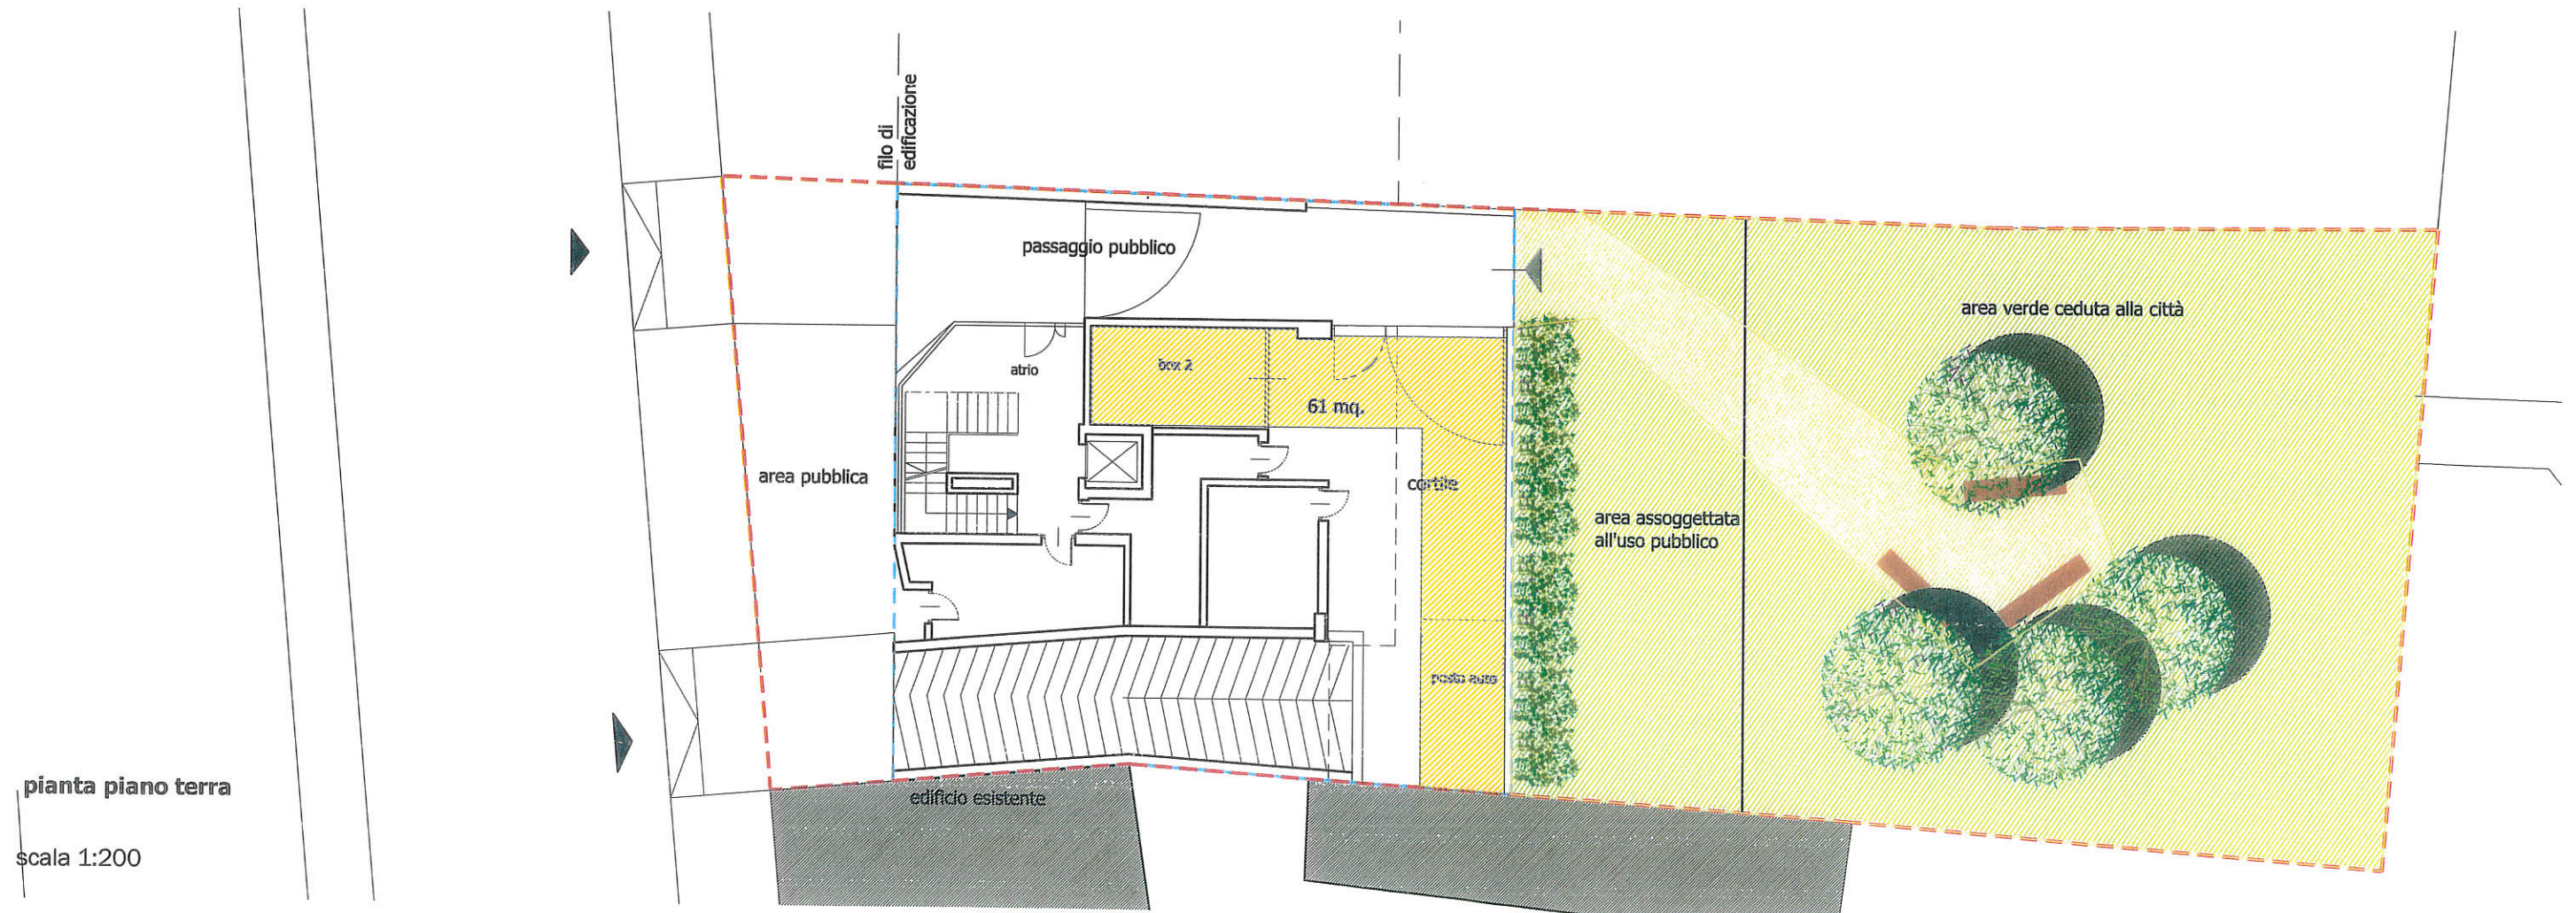 filo di
edificazione
passaggio pubblico
area verde ceduta alla città
box 2
atrio
61 mq.
area pubblica
cortile
area assoggettata
all'uso pubblico
posto auto
pianta piano terra
edificio esistente
scala 1:200